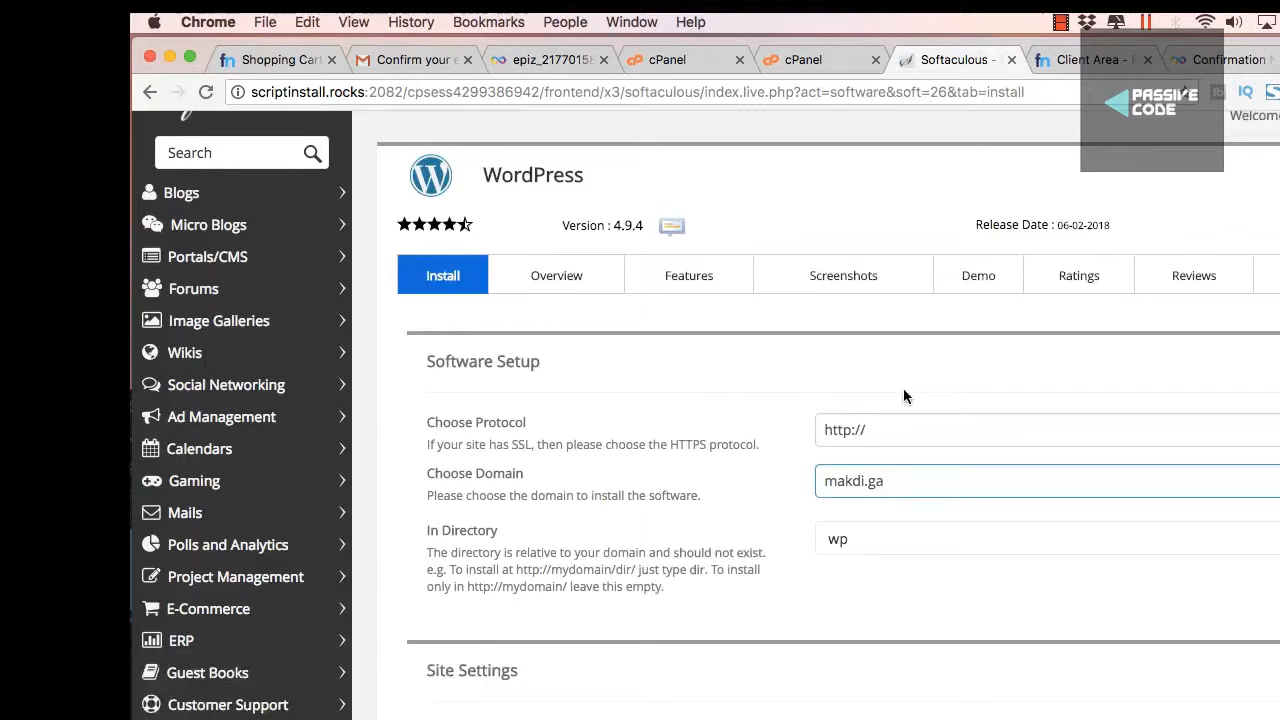 Chrome File Edit View History Bookmarks People Window Help
Shopping Car
Confirm your e
epiz_2177015
cPanel
cPanel
Softaculous -
Client Area - F
Confirmation
scriptinstall.rocks:2082/cpsess4299386942/frontend/x3/softaculous/index.live.php?act=software&soft=26&tab=install
IQ
PASSIVE
CODE
Welcome
Search
WordPress
Version : 4.9.4
Release Date : 06-02-2018
Install Overview Features Screenshots Demo Ratings Reviews
Blogs
Micro Blogs
Portals/CMS
Forums
Image Galleries
Wikis
Social Networking
Ad Management
Calendars
Gaming
Mails
Polls and Analytics
Project Management
E-Commerce
ERP
Guest Books
Customer Support
Software Setup
Choose Protocol
If your site has SSL, then please choose the HTTPS protocol.
http://
Choose Domain
Please choose the domain to install the software.
makdi.ga
In Directory
The directory is relative to your domain and should not exist.
e.g. To install at http://mydomain/dir/ just type dir. To install
only in http://mydomain/ leave this empty.
wp
Site Settings